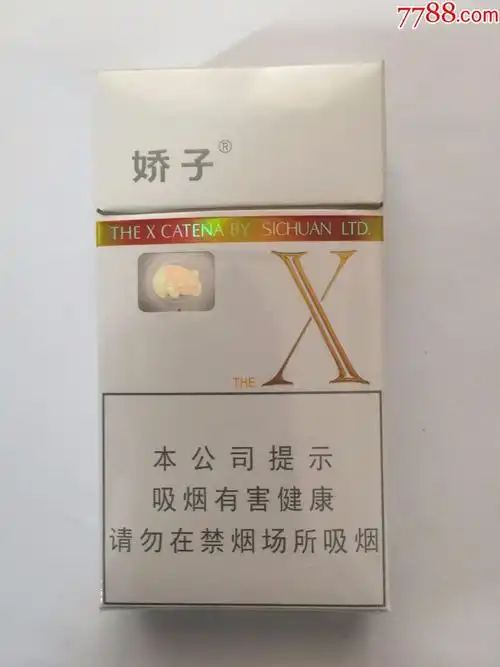 7788.com
娇子®
THE X CATENA BY SICHUAN LTD.
THE X
本公司提示
吸烟有害健康
请勿在禁烟场所吸烟